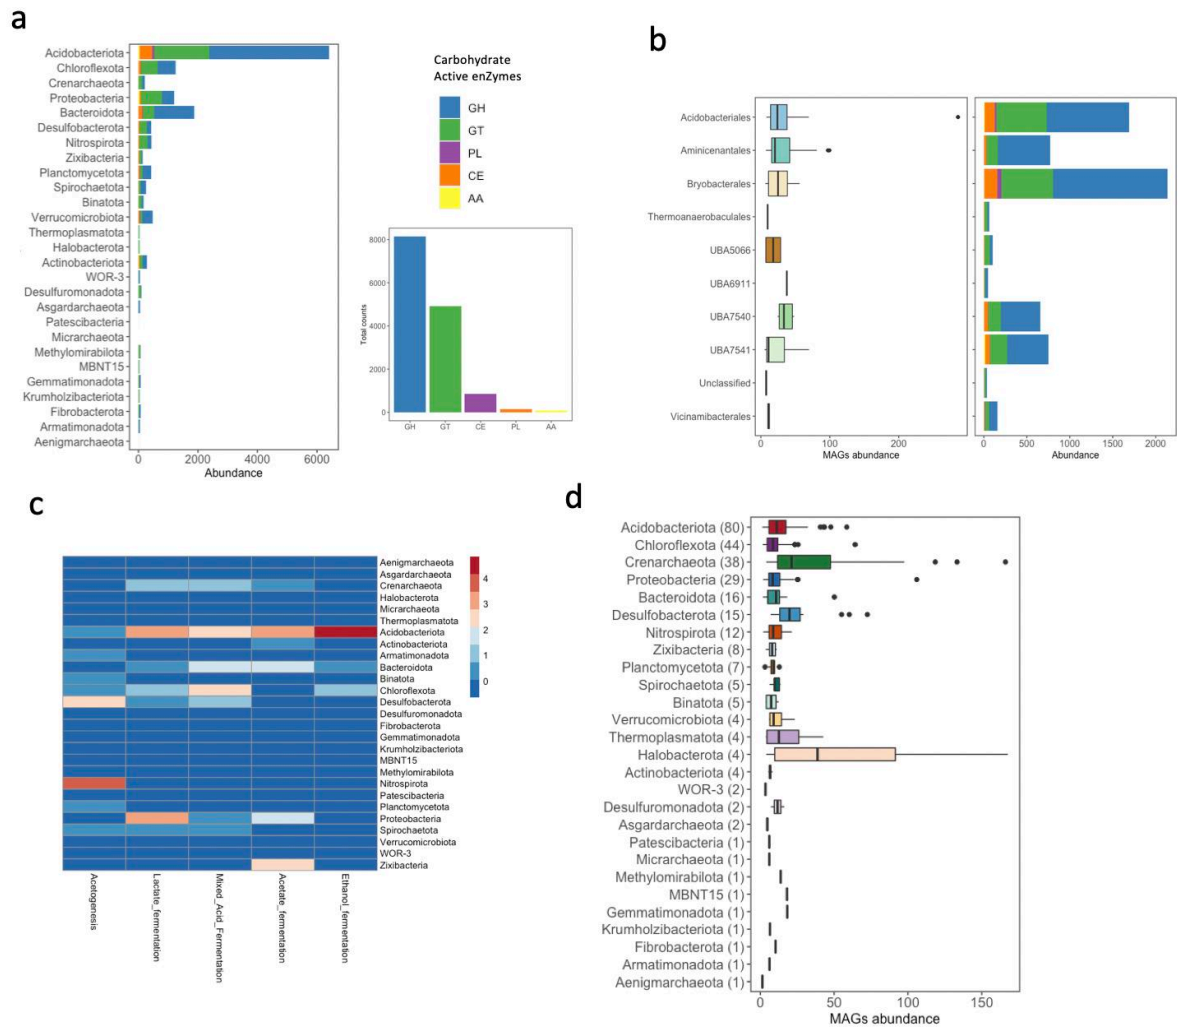 a
Acidobacteriota
Chloroflexota
Crenarchaeota
Proteobacteria
Bacteroidota
Desulfobacterota
Nitrospirota
Zixibacteria
Planctomycetota
Spirochaetota
Binatota
Verrucomicrobiota
Thermoplasmatota
Halobacterota
Actinobacteriota
WOR-3
Desulfuromonadota
Asgardarchaeota
Patescibacteria
Micrarchaeota
Methylomirabilota
MBNT15
Gemmatimonadota
Krumholzibacteriota
Fibrobacterota
Armatimonadota
Aenigmarchaeota
0 2000 4000 6000
Abundance
Carbohydrate
Active enZymes
GH
GT
PL
CE
AA
Total counts
8000
6000
4000
2000
0
GH GT CE PL AA
b
Acidobacteriales
Aminicenantales
Bryobacterales
Thermoanaerobaculales
UBA5066
UBA6911
UBA7540
UBA7541
Unclassified
Vicinamibacterales
0 100 200
MAGs abundance
0 500 1000 1500 2000
Abundance
c
Aenigmarchaeota
Asgardarchaeota
Crenarchaeota
Halobacterota
Micrarchaeota
Thermoplasmatota
Acidobacteriota
Actinobacteriota
Armatimonadota
Bacteroidota
Binatota
Chloroflexota
Desulfobacterota
Desulfuromonadota
Fibrobacterota
Gemmatimonadota
Krumholzibacteriota
MBNT15
Methylomirabilota
Nitrospirota
Patescibacteria
Planctomycetota
Proteobacteria
Spirochaetota
Verrucomicrobiota
WOR-3
Zixibacteria
4
3
2
1
0
Acetogenesis
Lactate_fermentation
Mixed_Acid_Fermentation
Acetate_fermentation
Ethanol_fermentation
d
Acidobacteriota (80)
Chloroflexota (44)
Crenarchaeota (38)
Proteobacteria (29)
Bacteroidota (16)
Desulfobacterota (15)
Nitrospirota (12)
Zixibacteria (8)
Planctomycetota (7)
Spirochaetota (5)
Binatota (5)
Verrucomicrobiota (4)
Thermoplasmatota (4)
Halobacterota (4)
Actinobacteriota (4)
WOR-3 (2)
Desulfuromonadota (2)
Asgardarchaeota (2)
Patescibacteria (1)
Micrarchaeota (1)
Methylomirabilota (1)
MBNT15 (1)
Gemmatimonadota (1)
Krumholzibacteriota (1)
Fibrobacterota (1)
Armatimonadota (1)
Aenigmarchaeota (1)
0 50 100 150
MAGs abundance